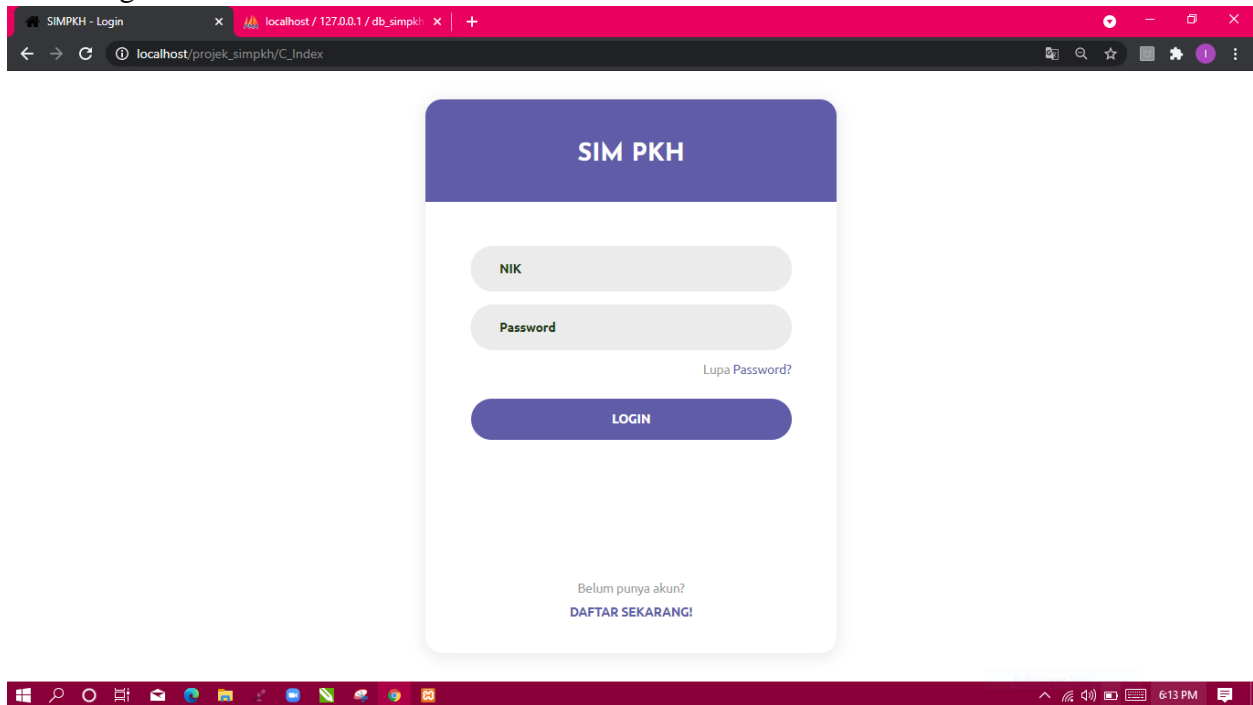 SIMPKH - Login
localhost / 127.0.0.1 / db_simpkh
localhost/projek_simpkh/C_Index
SIM PKH
NIK
Password
Lupa Password?
LOGIN
Belum punya akun?
DAFTAR SEKARANG!
6:13 PM